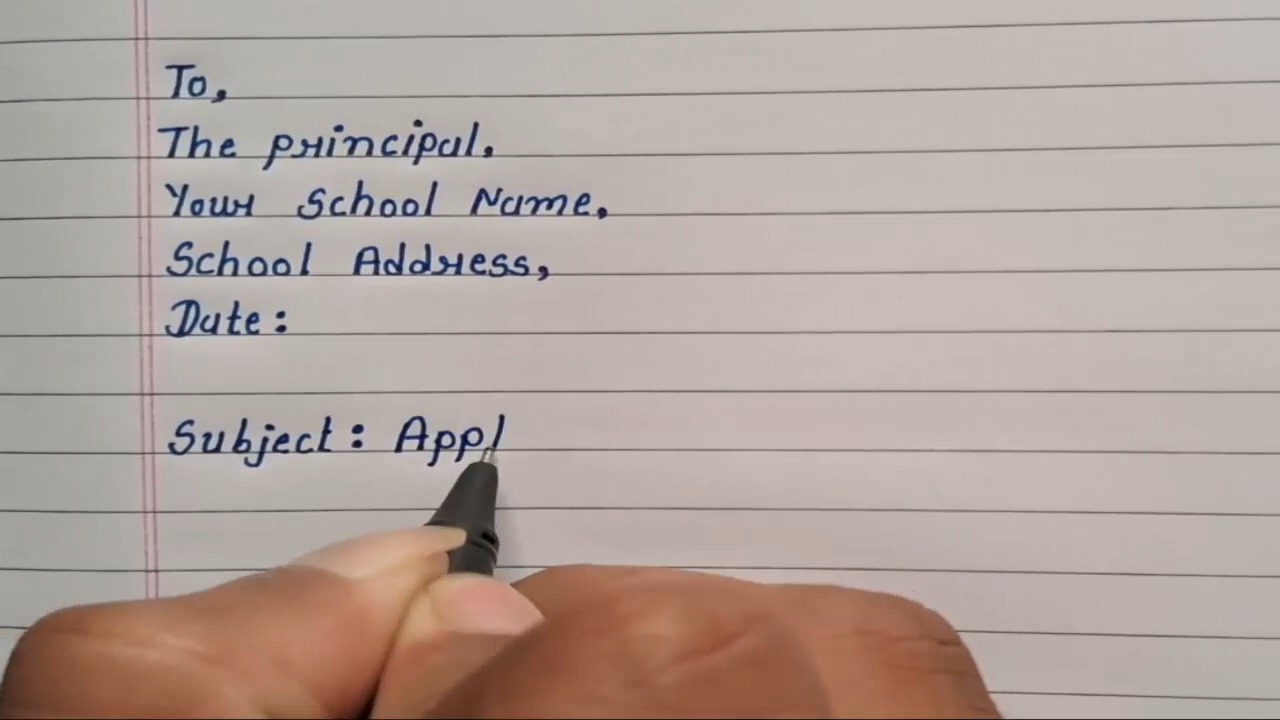 To,
The principal,
Your School Name,
School Address,
Date:
Subject: Appl